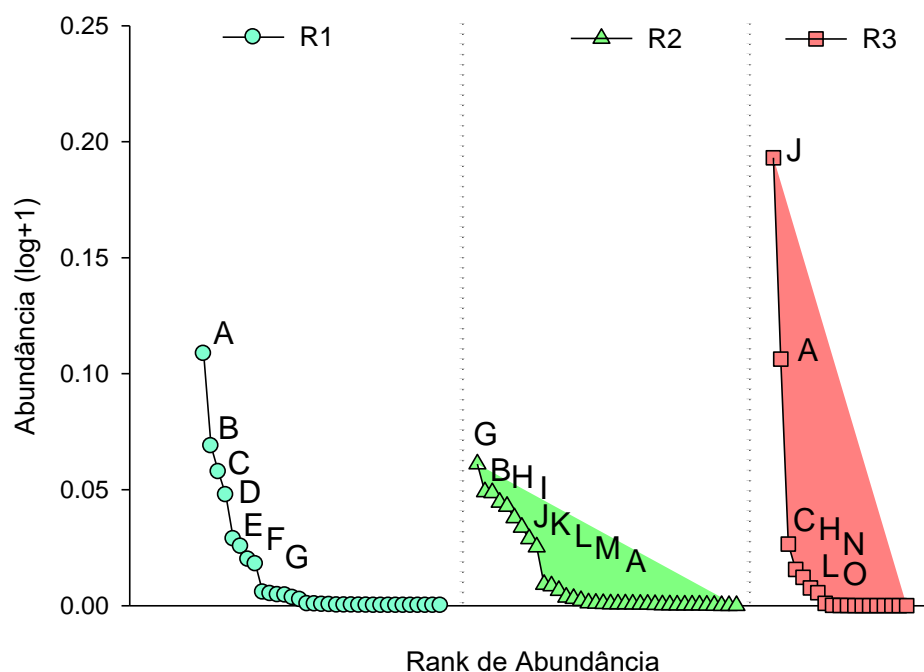 0.25
R1
R2
R3
0.20
J
0.15
Abundância (log+1)
A
A
0.10
B
G
C
D
B
H
I
0.05
E
F
G
J
K
L
M
A
C
H
N
L
O
0.00
Rank de Abundância